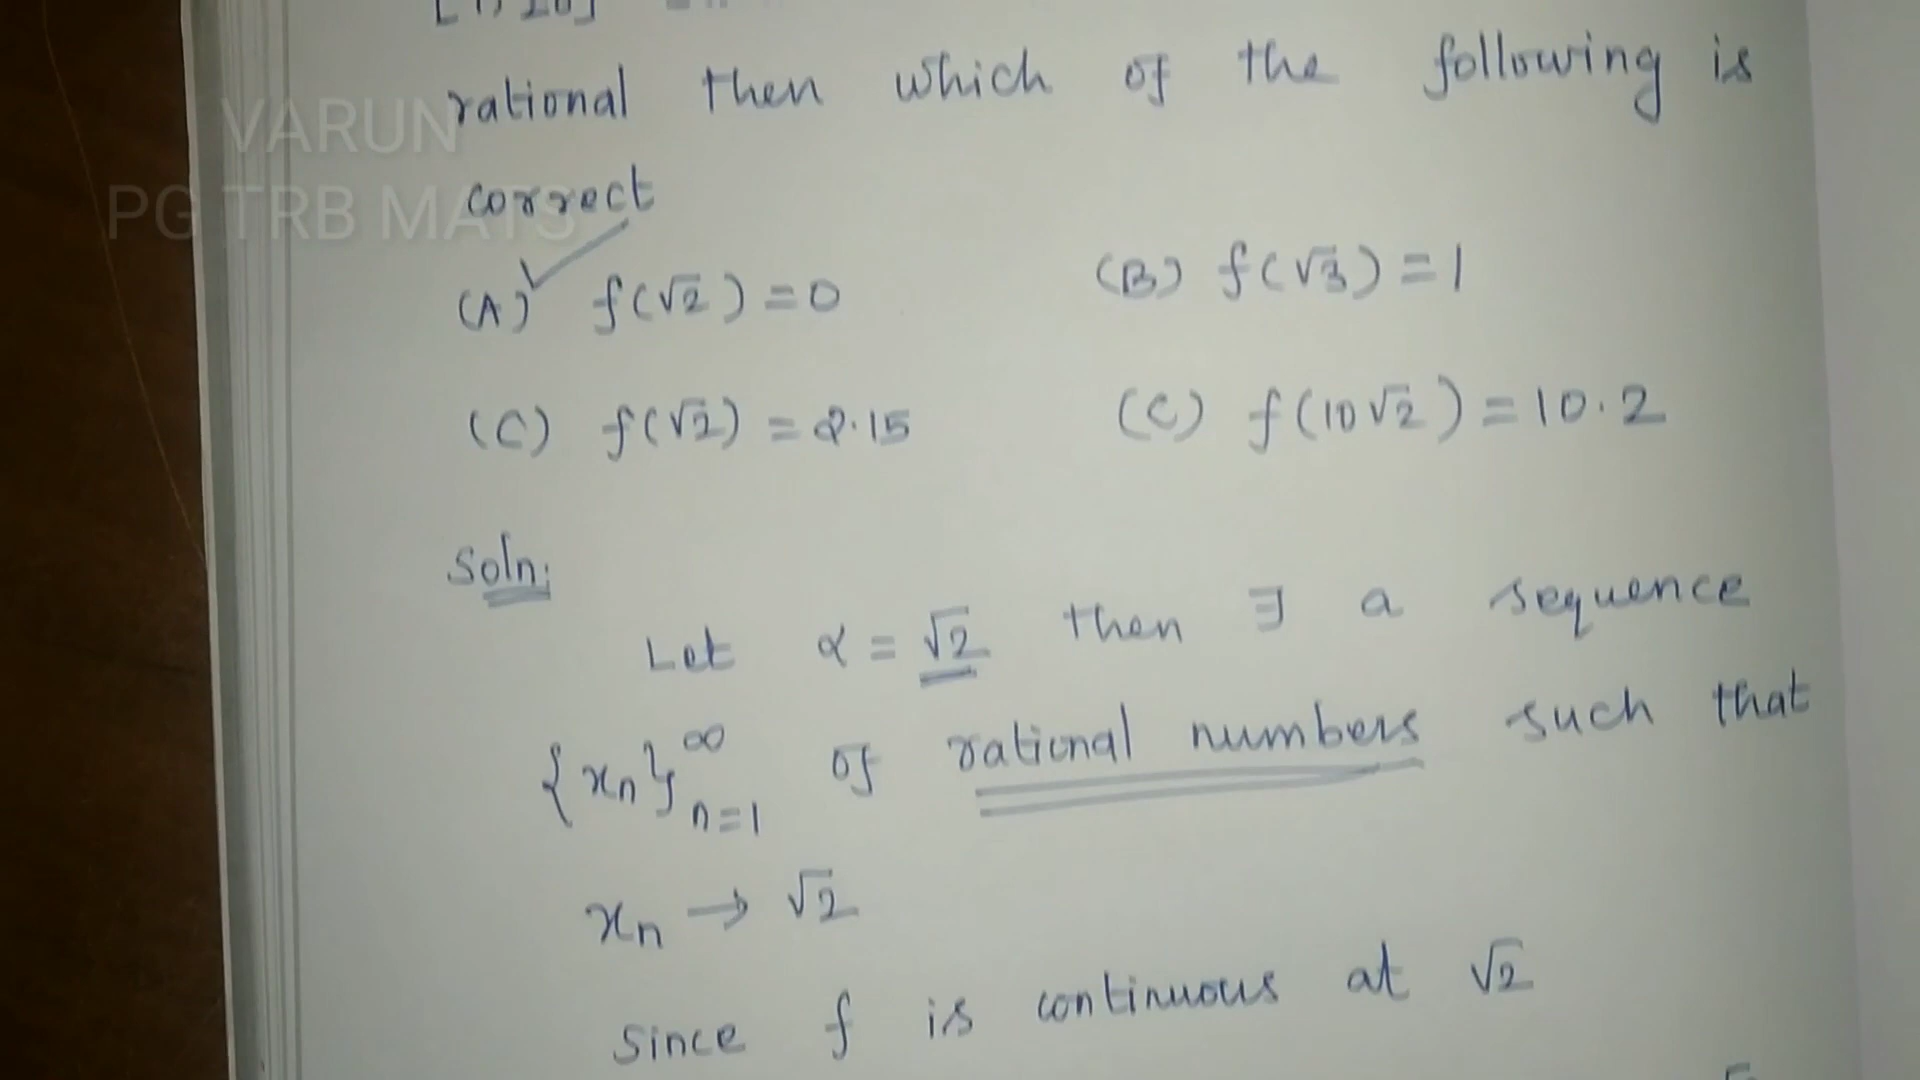 rational then which of the following is
VARUN
correct
PG TRB MATS
(A) f(√2) = 0 (B) f(√3) = 1
(C) f(√2) = 2.15 (C) f(10√2) = 10.2
Soln:
Let α = √2 then ∃ a sequence
{xn}∞n=1 of rational numbers such that
xn → √2
since f is continuous at √2